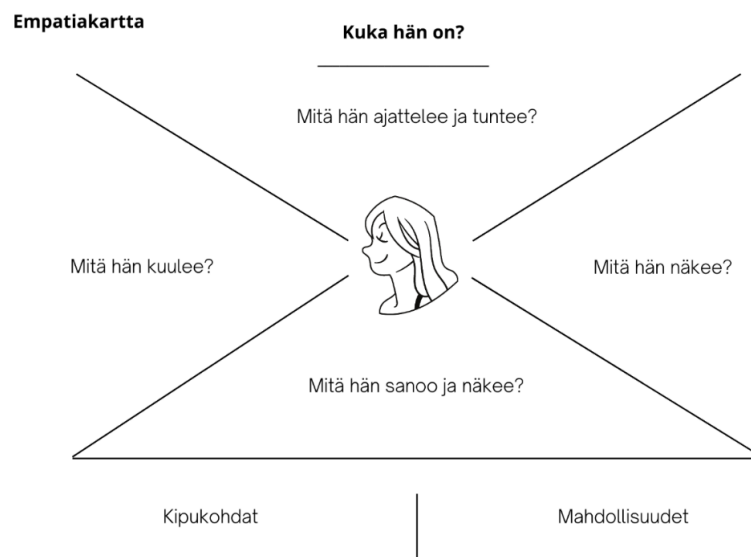 Empatiakartta
Kuka hän on?
Mitä hän ajattelee ja tuntee?
Mitä hän kuulee?
Mitä hän näkee?
Mitä hän sanoo ja näkee?
Kipukohdat
Mahdollisuudet